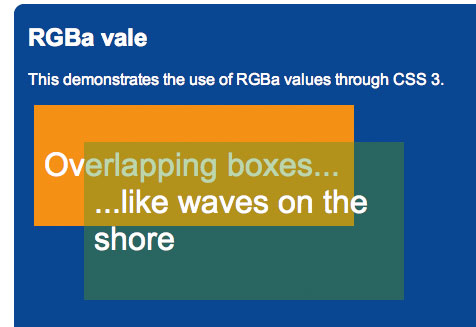 RGBa vale
This demonstrates the use of RGBa values through CSS 3.
Overlapping boxes...
...like waves on the
shore